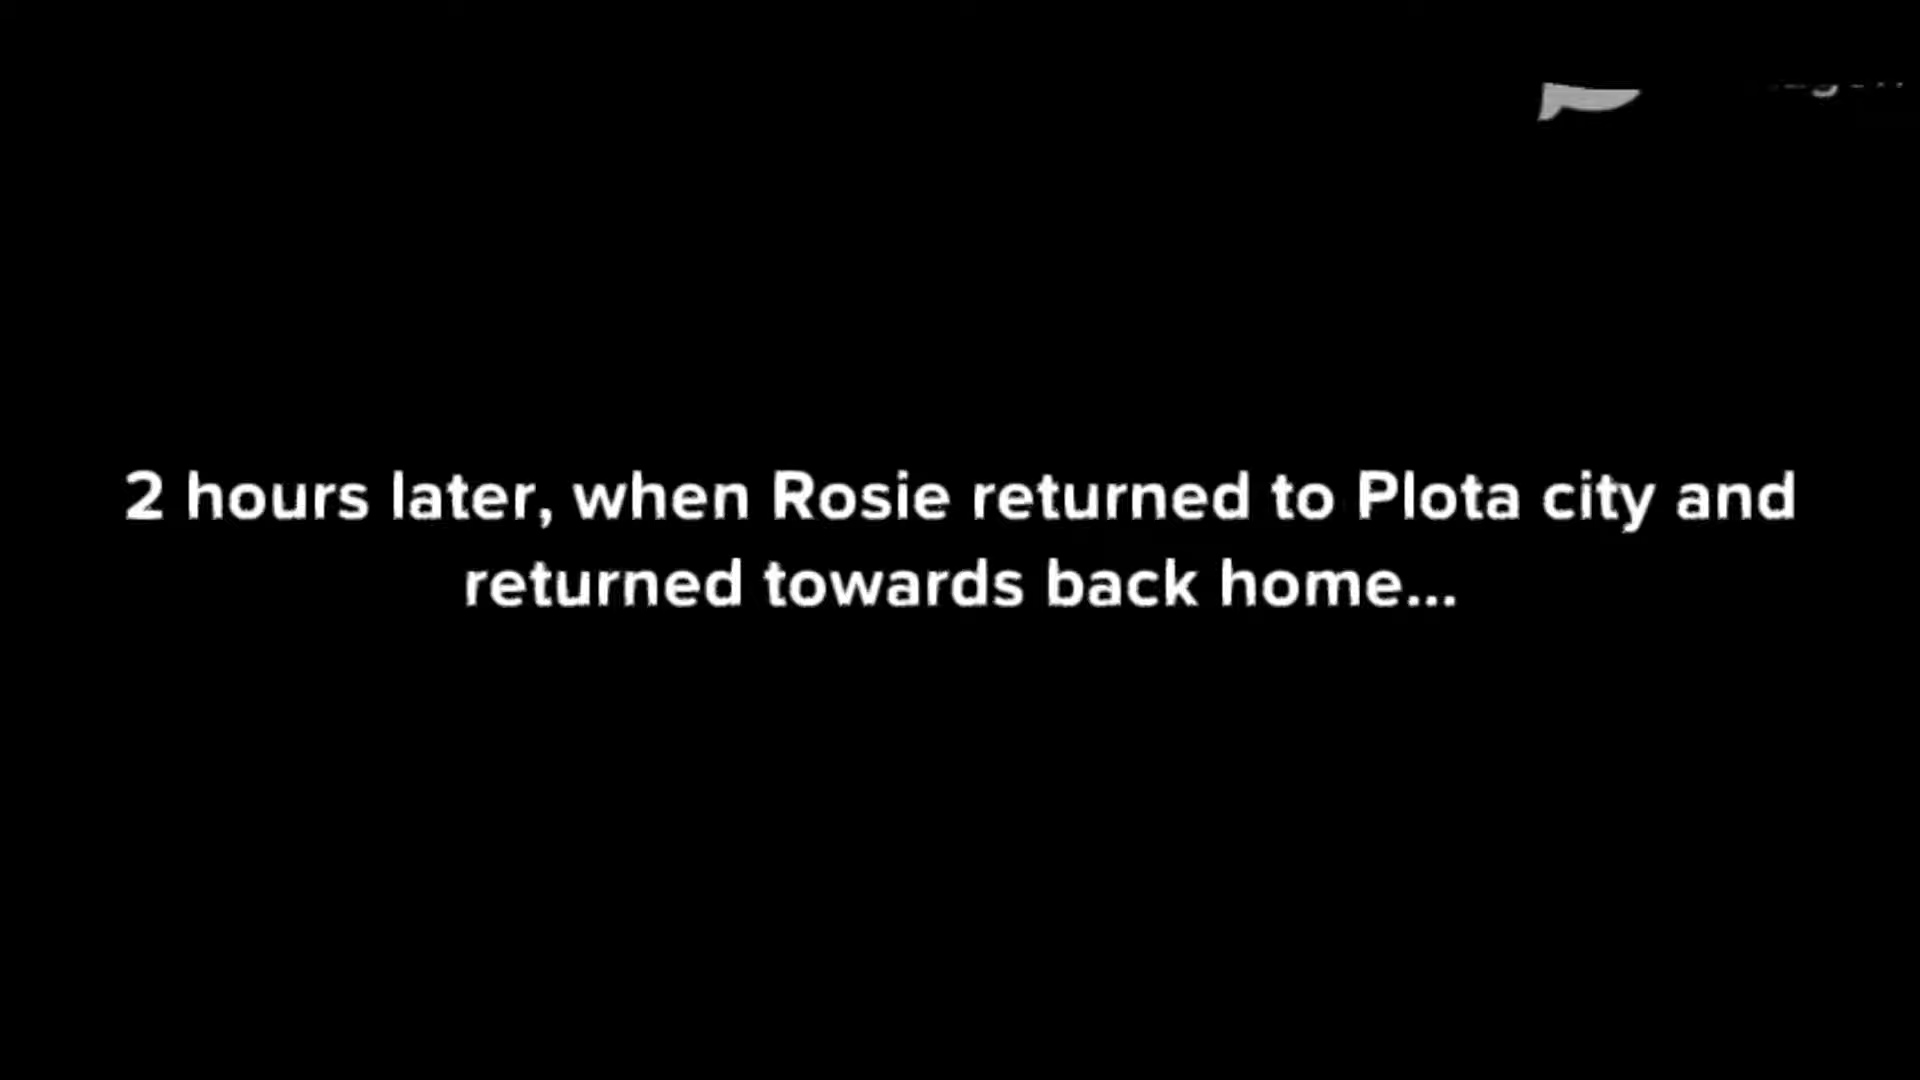 2 hours later, when Rosie returned to Plota city and
returned towards back home...